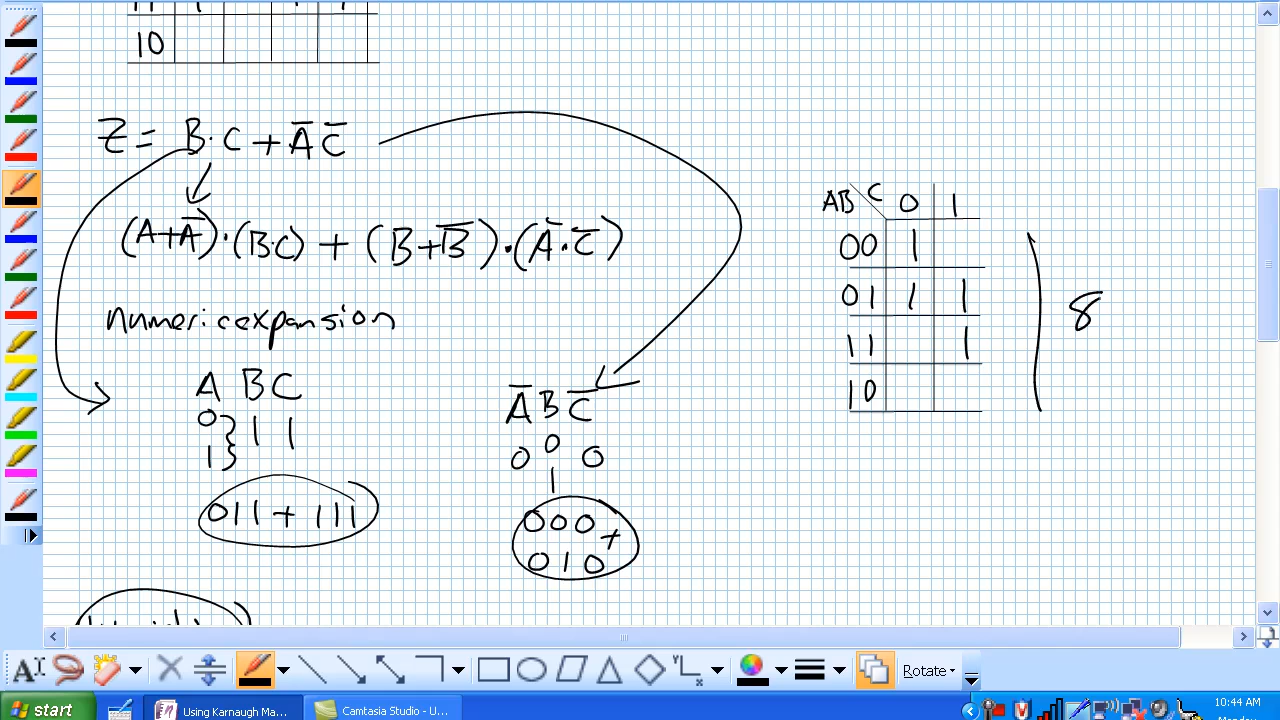 10
Z = B·C + A̅ C̅
(A+A̅)·(BC) + (B+B̅)·(A̅·C̅)
numeric expansion
A B C
0
1 } 1 1
011 + 111
A̅ B C̅
0
0 0
1
000 +
010
AB C 0 1
00 1
01 1 1
11 1
10
8
Rotate
start
Using Karnaugh Ma...
Camtasia Studio - U...
10:44 AM